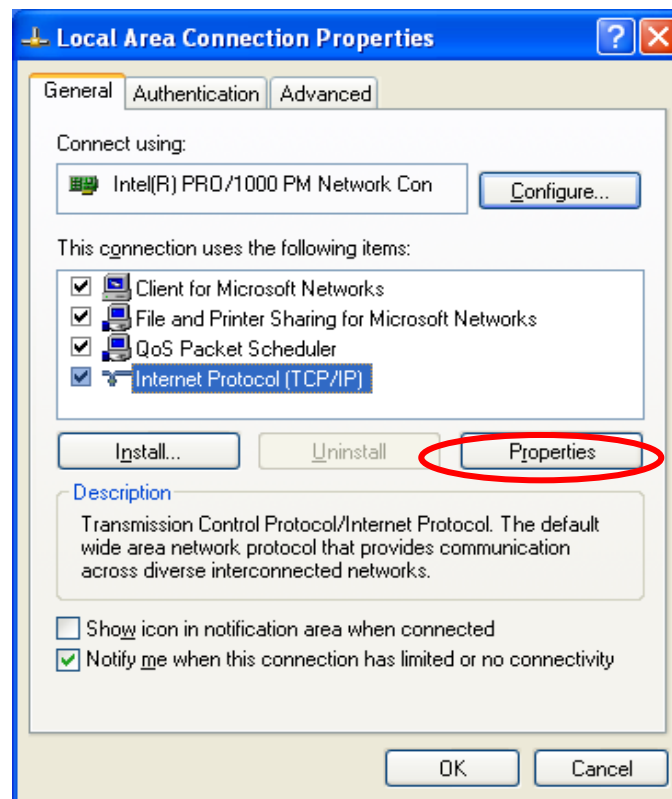 Local Area Connection Properties
General Authentication Advanced
Connect using:
Intel(R) PRO/1000 PM Network Con
Configure...
This connection uses the following items:
Client for Microsoft Networks
File and Printer Sharing for Microsoft Networks
QoS Packet Scheduler
Internet Protocol (TCP/IP)
Install... Uninstall Properties
Description
Transmission Control Protocol/Internet Protocol. The default
wide area network protocol that provides communication
across diverse interconnected networks.
Show icon in notification area when connected
Notify me when this connection has limited or no connectivity
OK Cancel